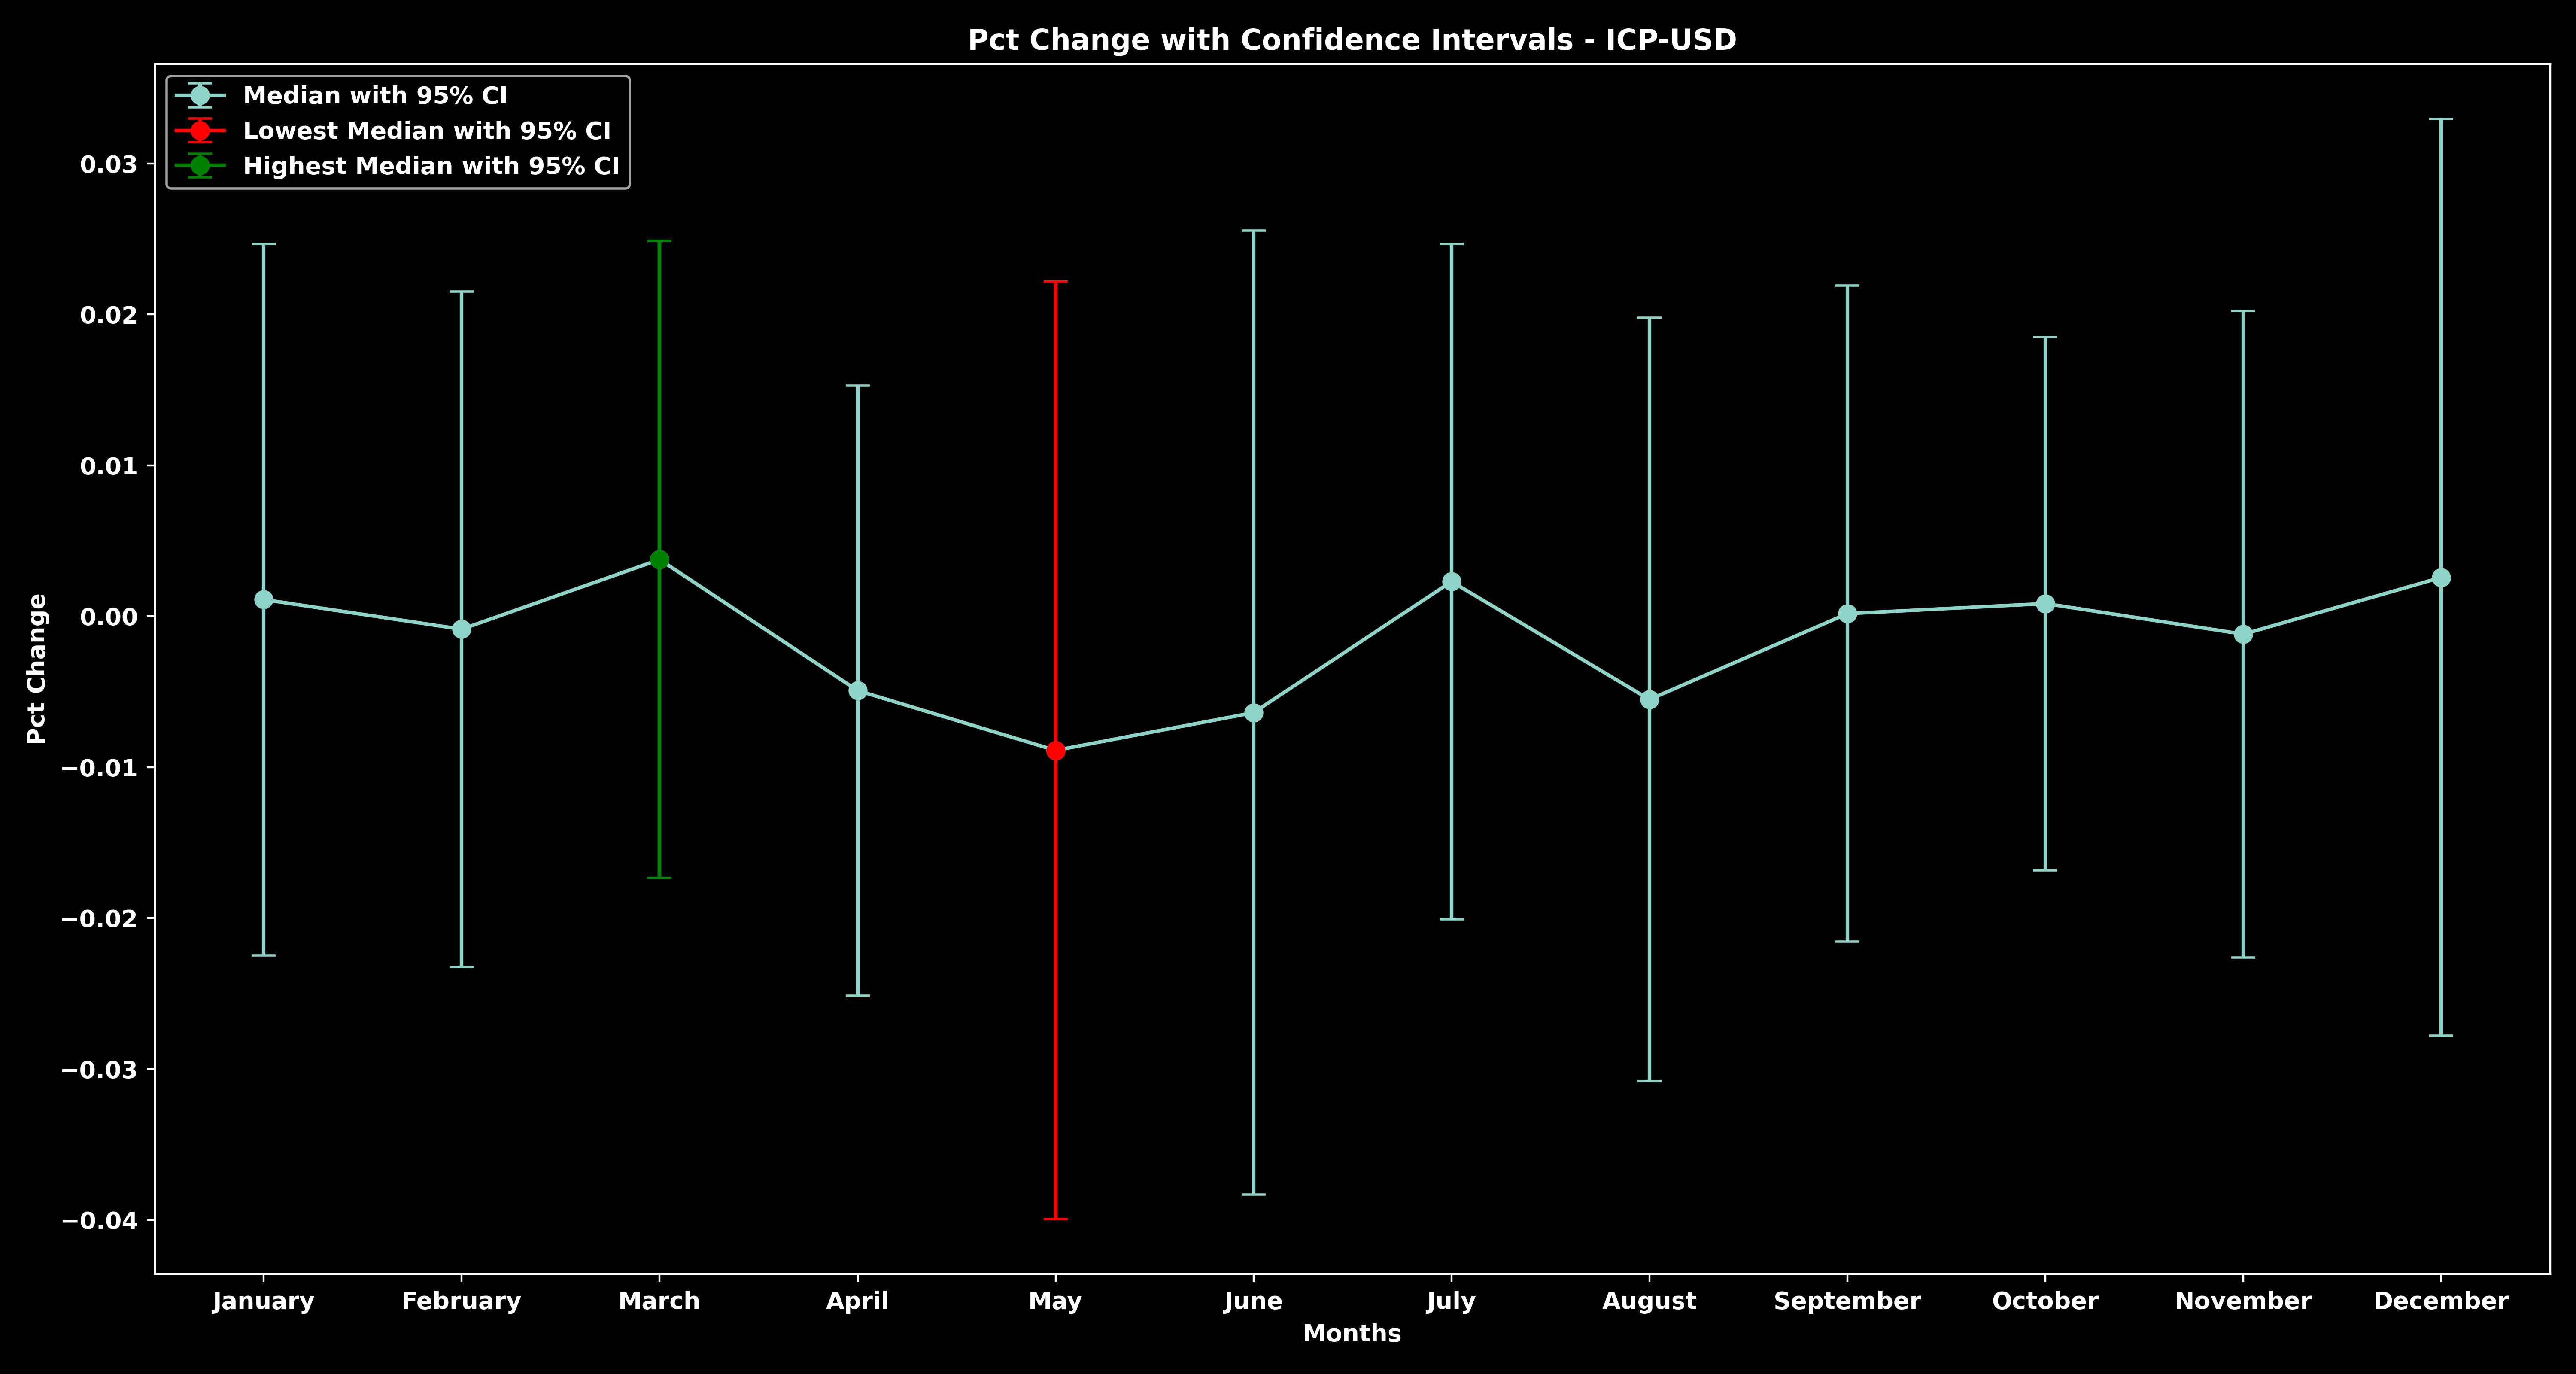 Pct Change with Confidence Intervals - ICP-USD
Median with 95% CI
Lowest Median with 95% CI
Highest Median with 95% CI
0.03
0.02
0.01
0.00
−0.01
−0.02
−0.03
−0.04
Pct Change
January February March April May June July August September October November December
Months